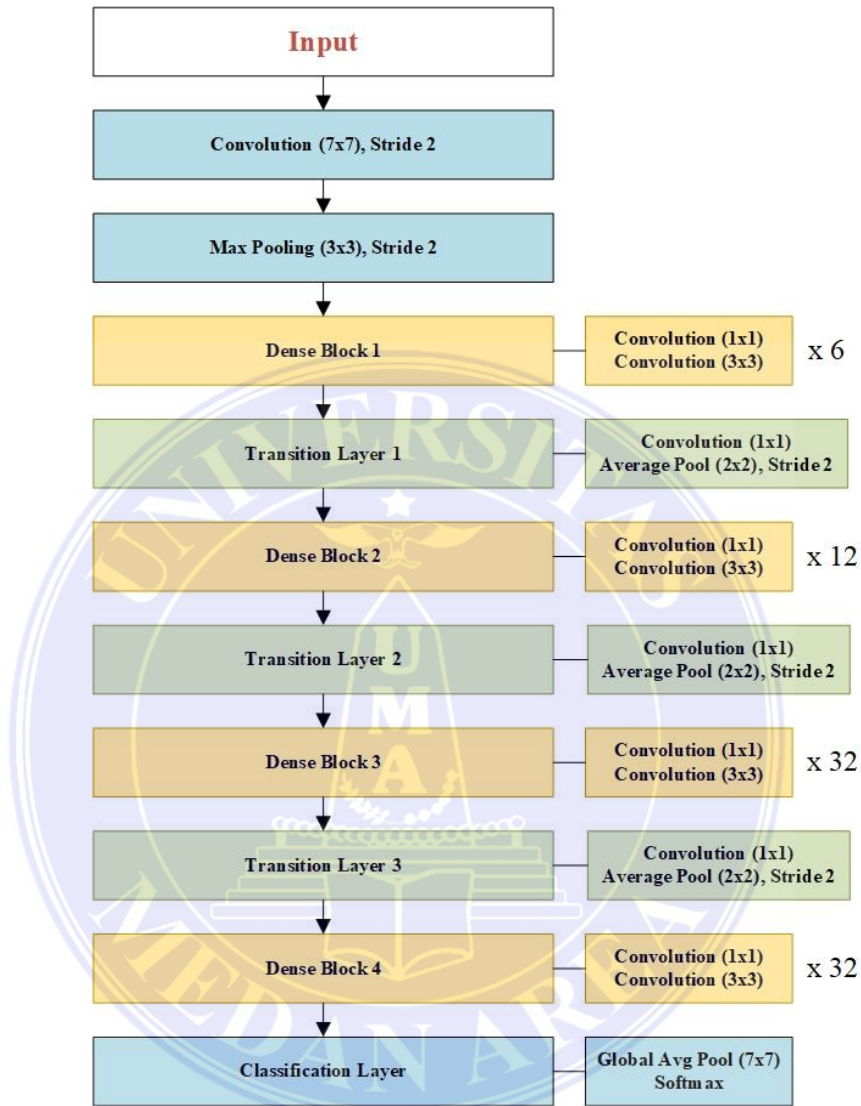 Input
Convolution (7x7), Stride 2
Max Pooling (3x3), Stride 2
Dense Block 1
Convolution (1x1)
Convolution (3x3)
x 6
Transition Layer 1
Convolution (1x1)
Average Pool (2x2), Stride 2
Dense Block 2
Convolution (1x1)
Convolution (3x3)
x 12
Transition Layer 2
Convolution (1x1)
Average Pool (2x2), Stride 2
Dense Block 3
Convolution (1x1)
Convolution (3x3)
x 32
Transition Layer 3
Convolution (1x1)
Average Pool (2x2), Stride 2
Dense Block 4
Convolution (1x1)
Convolution (3x3)
x 32
Classification Layer
Global Avg Pool (7x7)
Softmax
UNIVERSITAS
MEDAN AREA
U
M
A